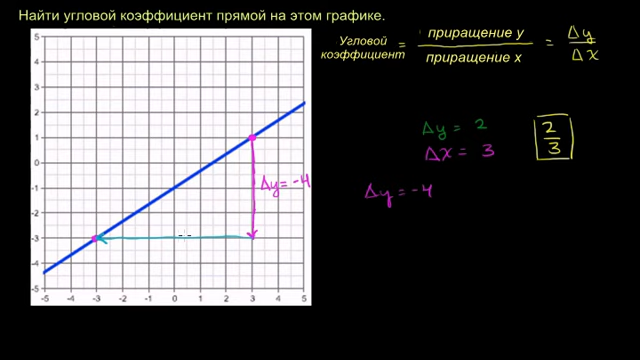 Найти угловой коэффициент прямой на этом графике.
Угловой коэффициент = приращение y / приращение x = Δy / Δx
5
4
3
2
1
0
-1
-2
-3
-4
-5
-5 -4 -3 -2 -1 0 1 2 3 4 5
Δy = -4
Δy = 2
Δx = 3
2/3
Δy = -4